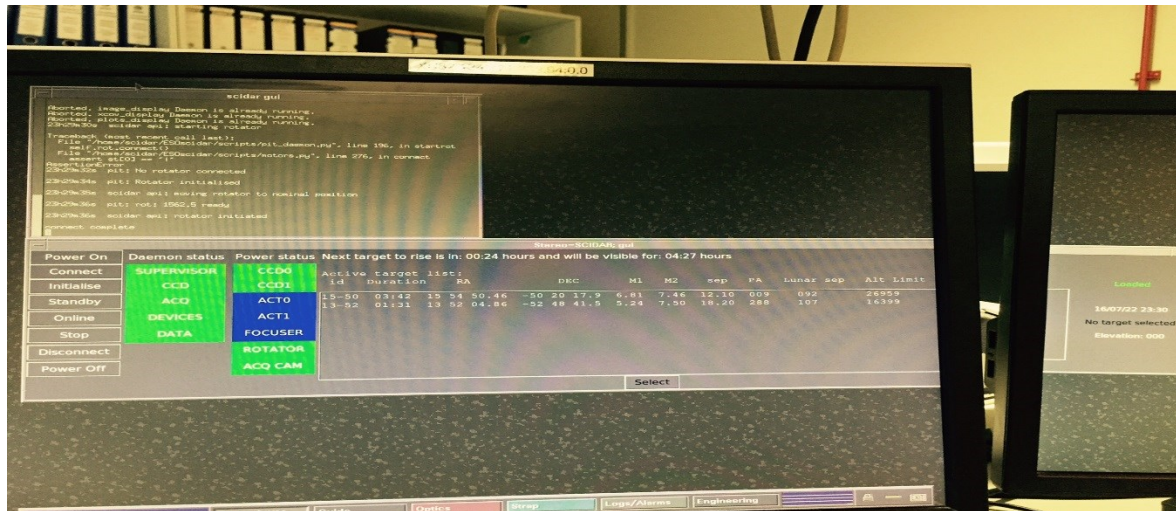 scidar gui
Aborted, image_display Daemon is already running.
Aborted, xcov_display Daemon is already running.
Aborted, plots_display Daemon is already running.
23h29m30s scidar api: starting rotator
Traceback (most recent call last):
File "/home/scidar/ESOscidar/scripts/pit_daemon.py", line 196, in startrot
self.rot.connect()
File "/home/scidar/ESOscidar/scripts/motors.py", line 276, in connect
assert st[0] == '!'
AssertionError
23h29m32s pit: No rotator connected
23h29m34s pit: Rotator initialised
23h29m35s scidar api: moving rotator to nominal position
23h29m36s pit: rot: 1562.5 ready
23h29m36s scidar api: rotator initiated
connect complete
Stereo-SCIDAR; gui
Power On Daemon status Power status Next target to rise is in: 00:24 hours and will be visible for: 04:27 hours
Connect SUPERVISOR CCD0 Active target list:
Initialise CCD CCD1 id Duration RA DEC M1 M2 sep PA Lunar sep Alt Limit
Standby ACQ ACT0 15-50 03:42 15 54 50.46 -50 20 17.9 6.81 7.46 12.10 009 092 26959
Online DEVICES ACT1 13-52 01:31 13 52 04.86 -52 48 41.5 5.24 7.50 18.20 288 107 16399
Stop DATA FOCUSER
Disconnect ROTATOR
Power Off ACQ CAM
Select
Optics Strap Logs/Alarms Engineering
Loaded
16/07/22 23:30
No target selected
Elevation: 000